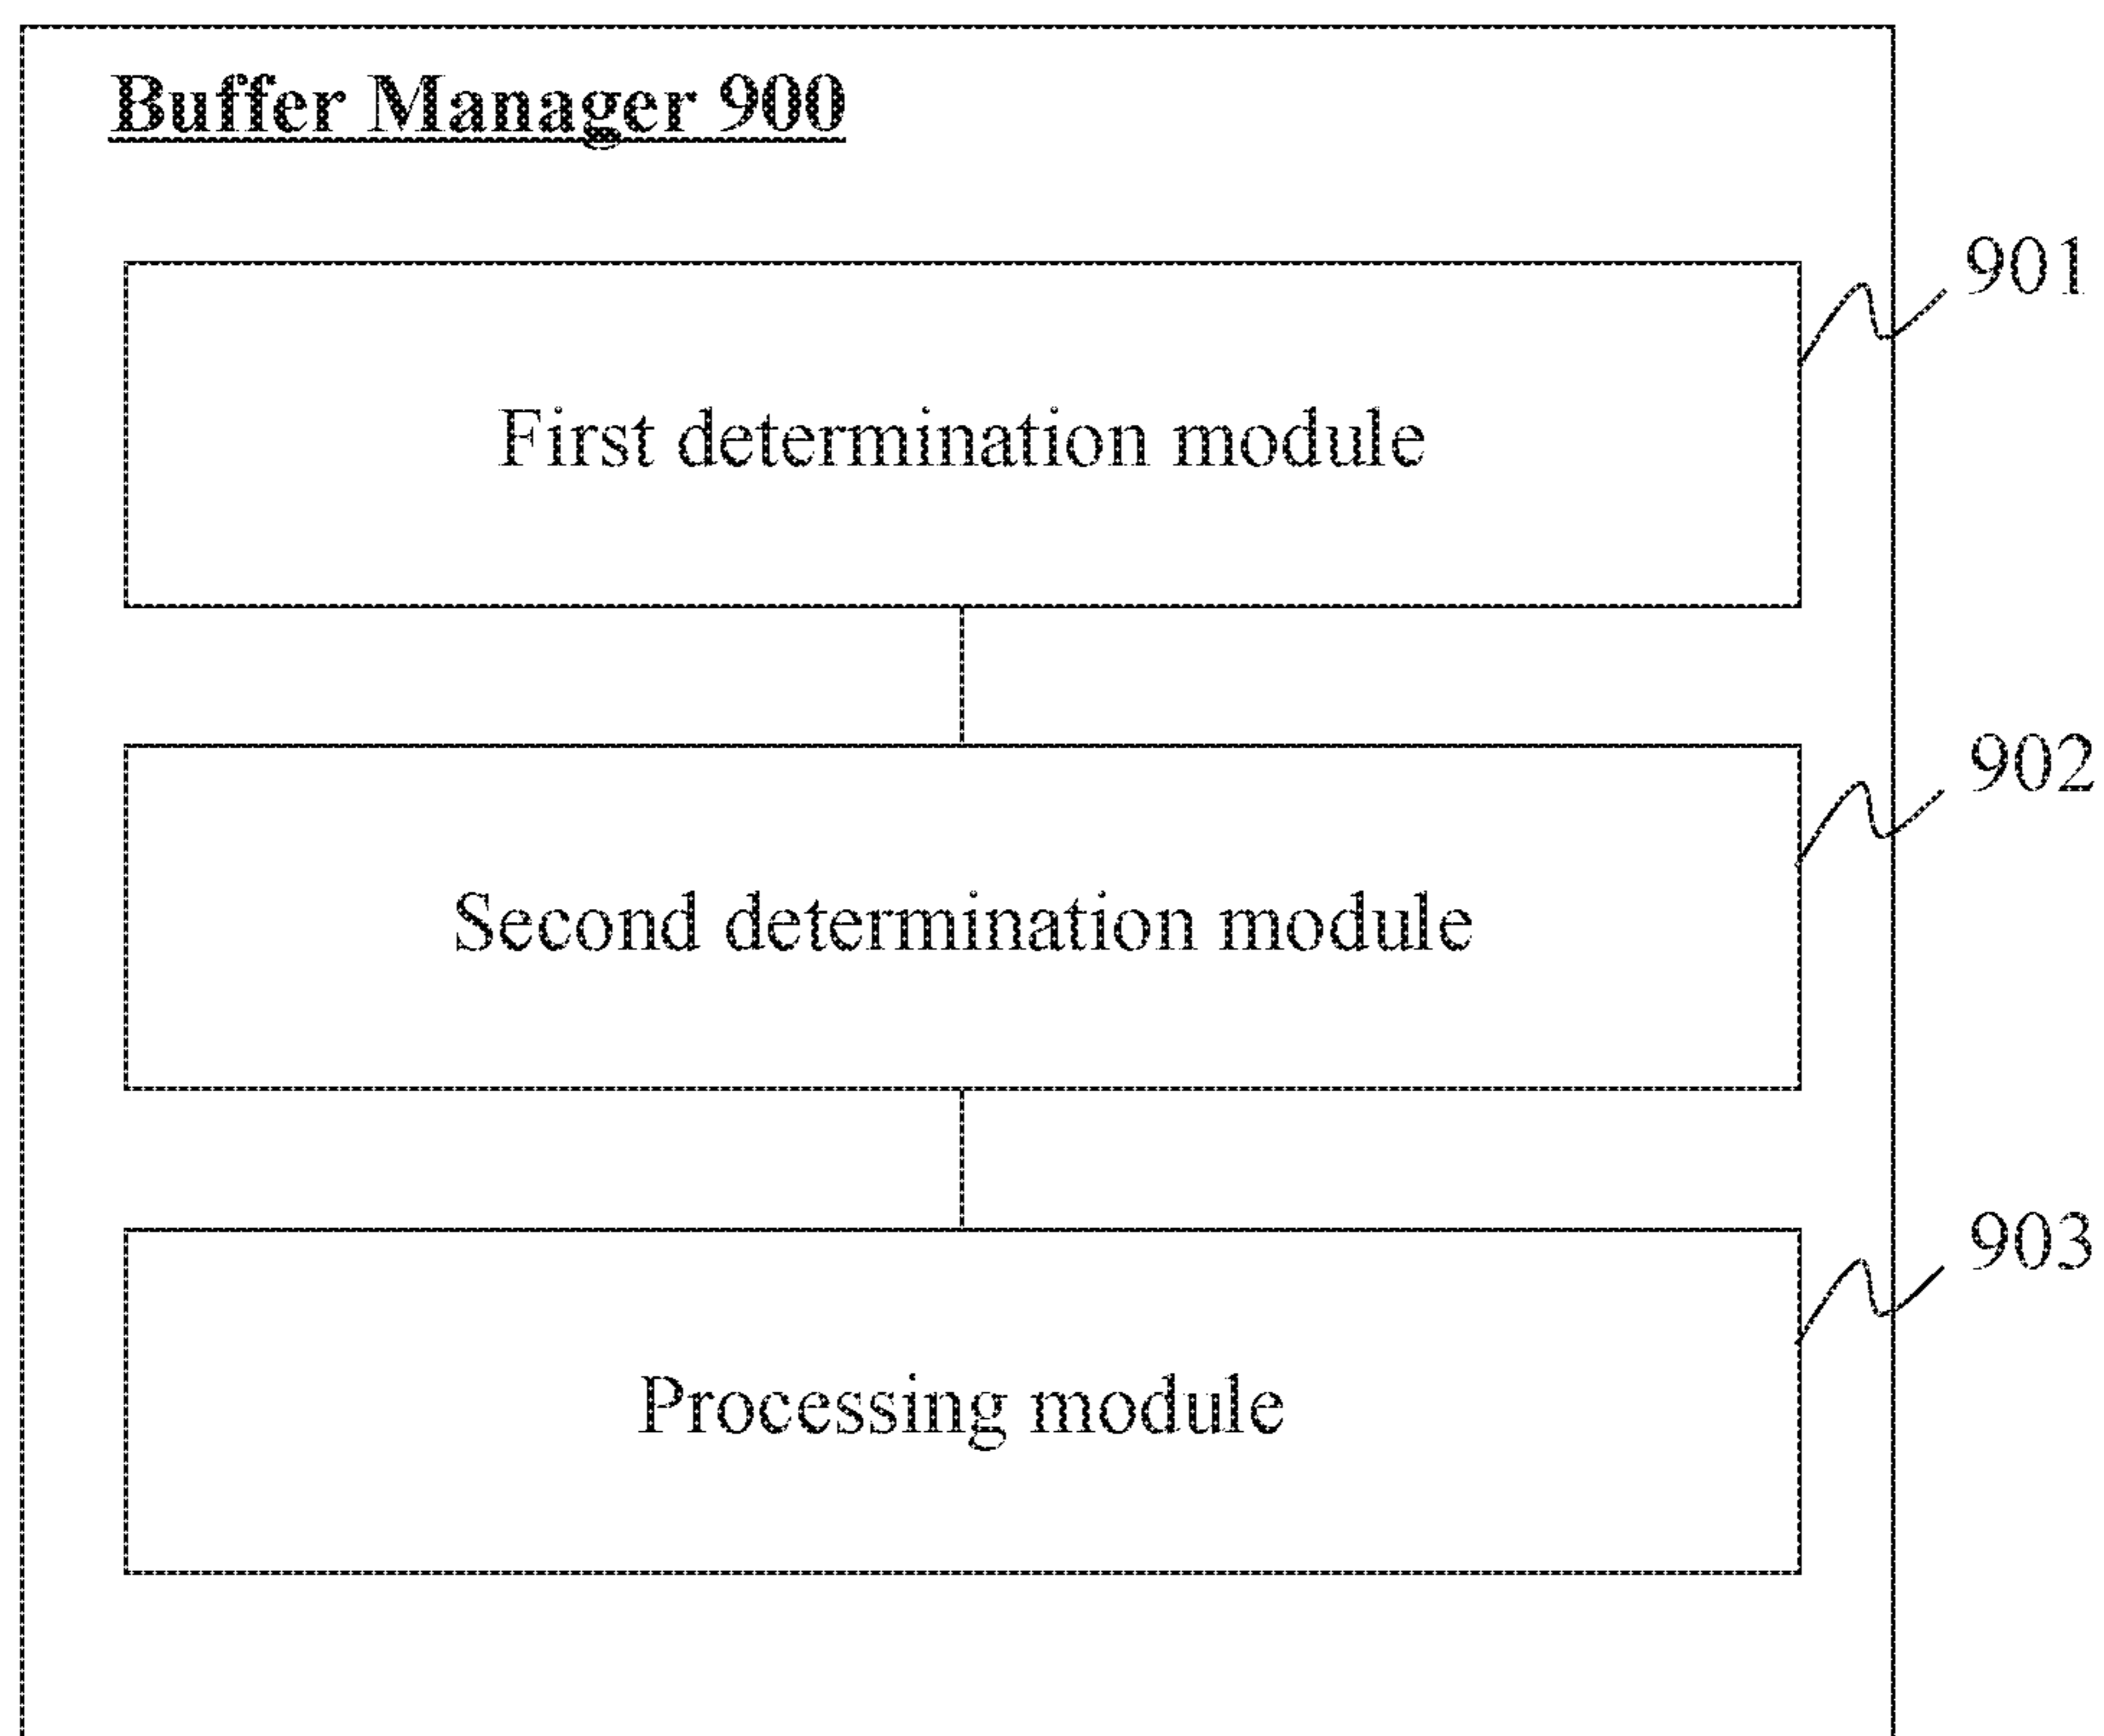 Buffer Manager 900
901
First determination module
902
Second determination module
903
Processing module